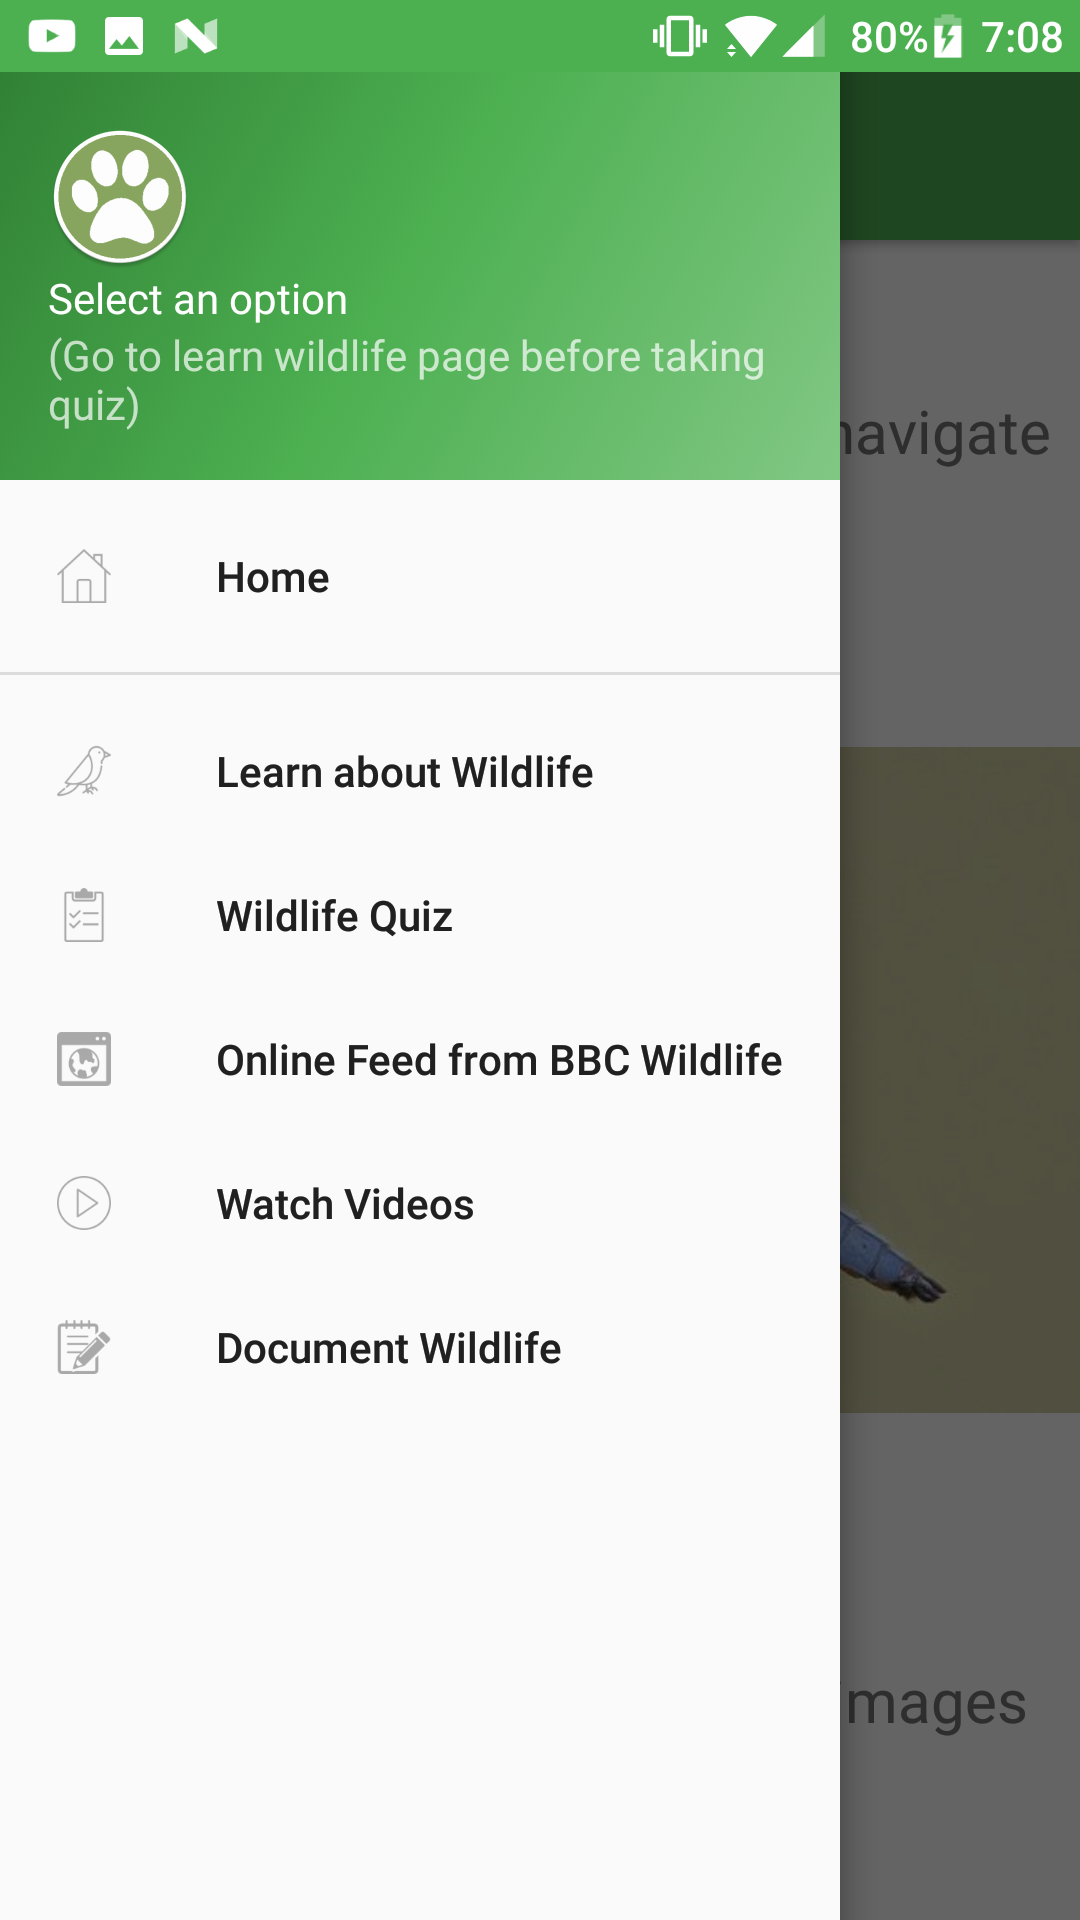 80% 7:08
Select an option
(Go to learn wildlife page before taking
quiz)
navigate
Home
Learn about Wildlife
Wildlife Quiz
Online Feed from BBC Wildlife
Watch Videos
Document Wildlife
images